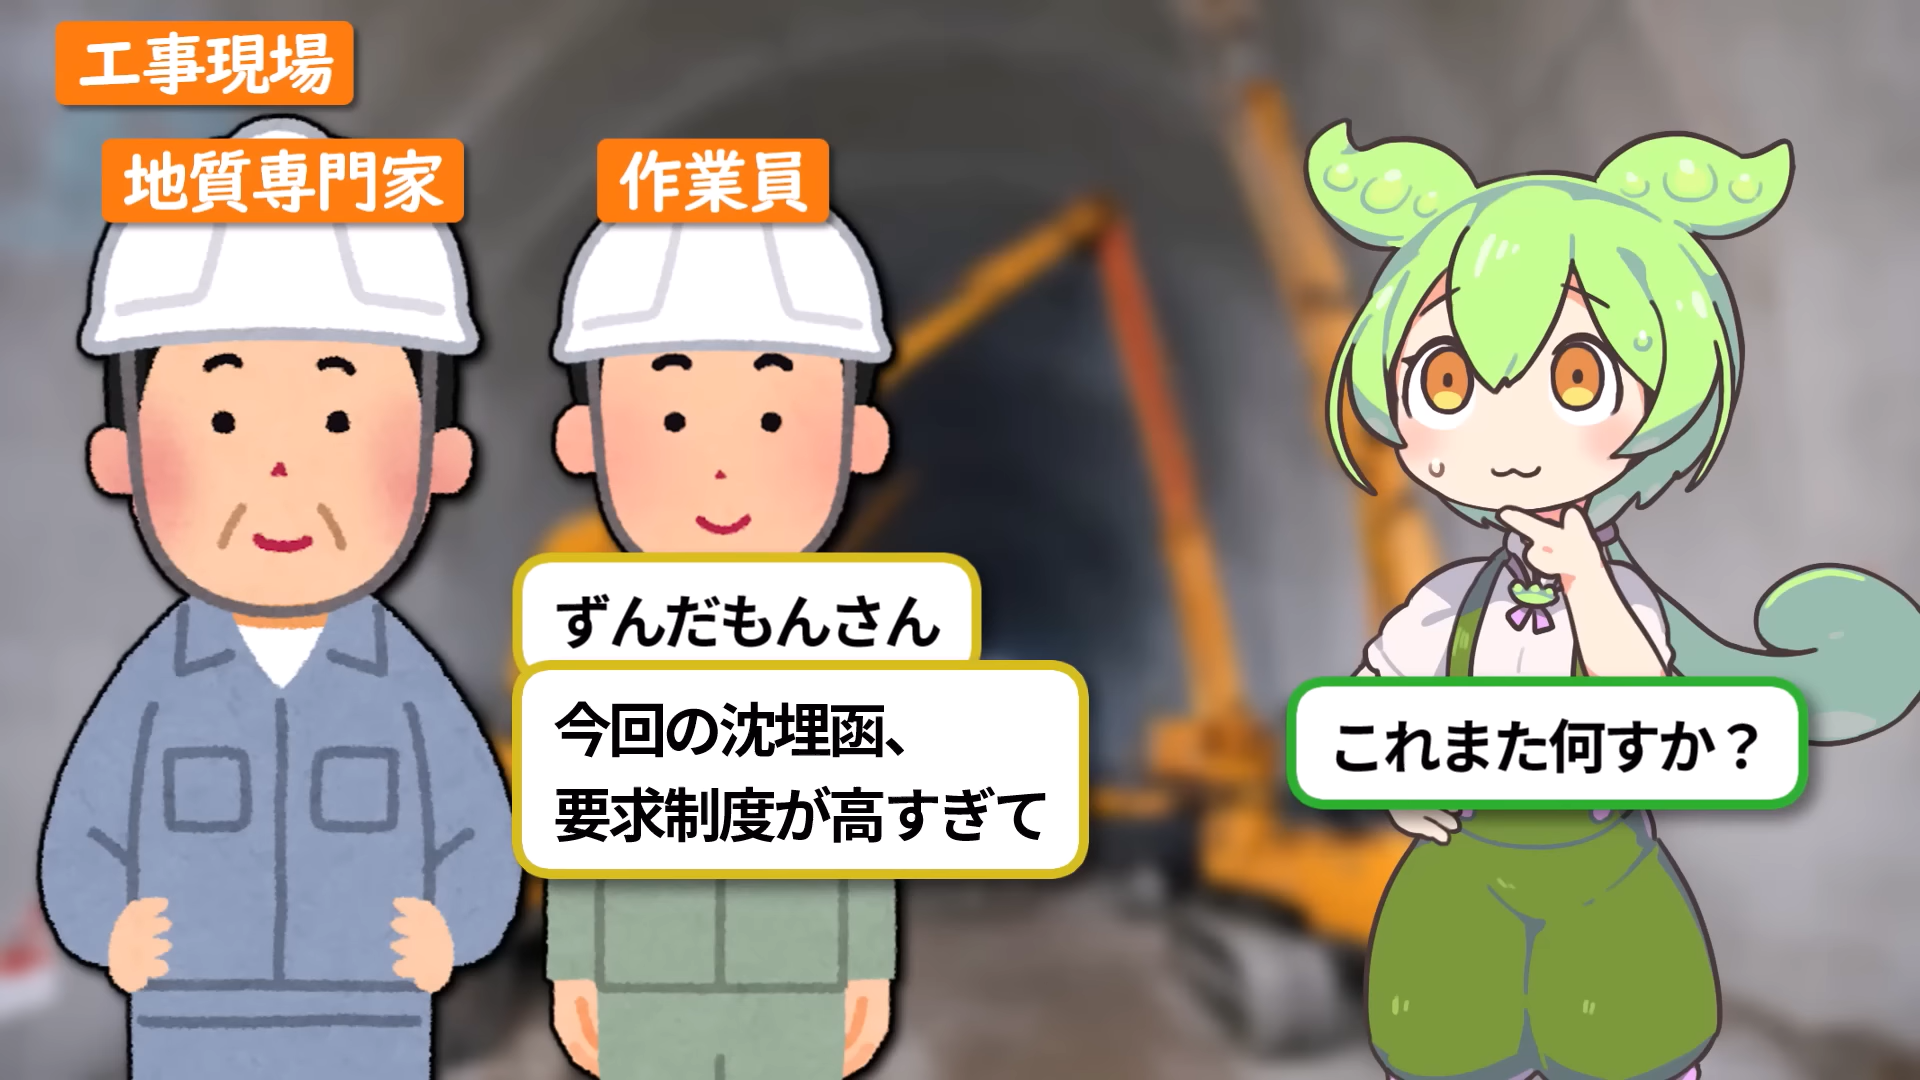 工事現場
地質専門家
作業員
ずんだもんさん
今回の沈埋函、
要求制度が高すぎて
これまた何すか？